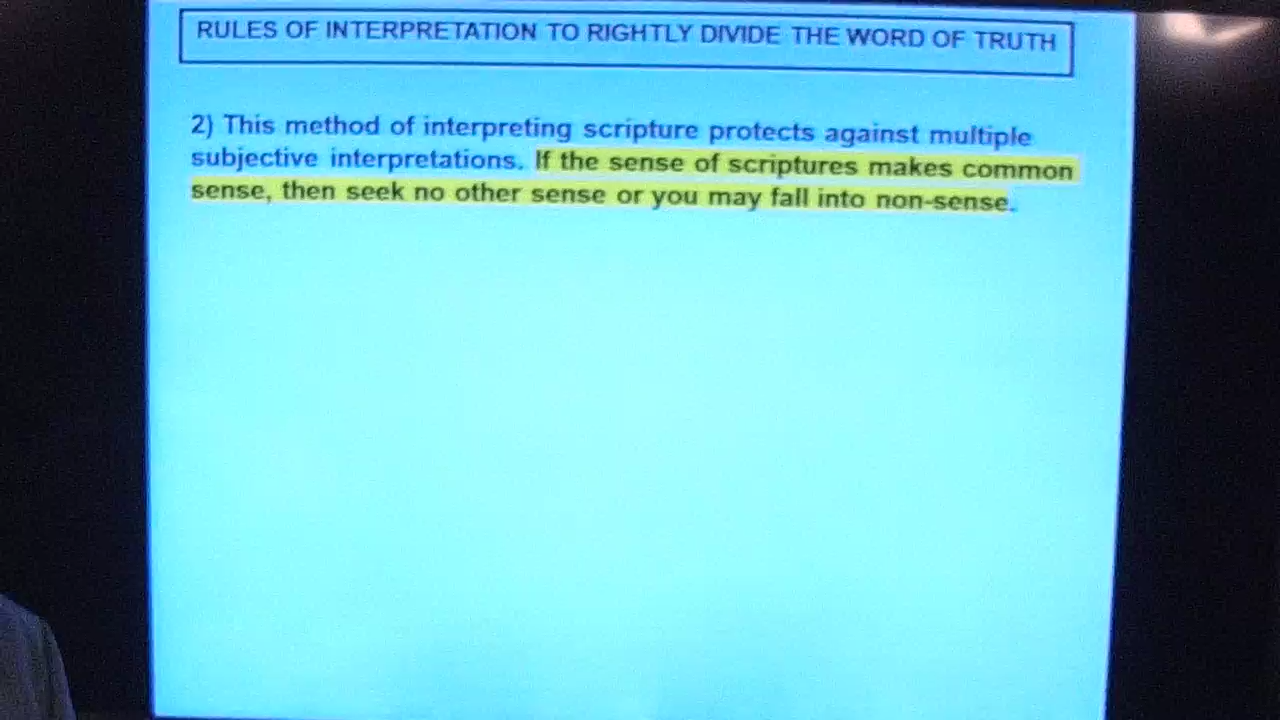 RULES OF INTERPRETATION TO RIGHTLY DIVIDE THE WORD OF TRUTH
2) This method of interpreting scripture protects against multiple
subjective interpretations. If the sense of scriptures makes common
sense, then seek no other sense or you may fall into non-sense.